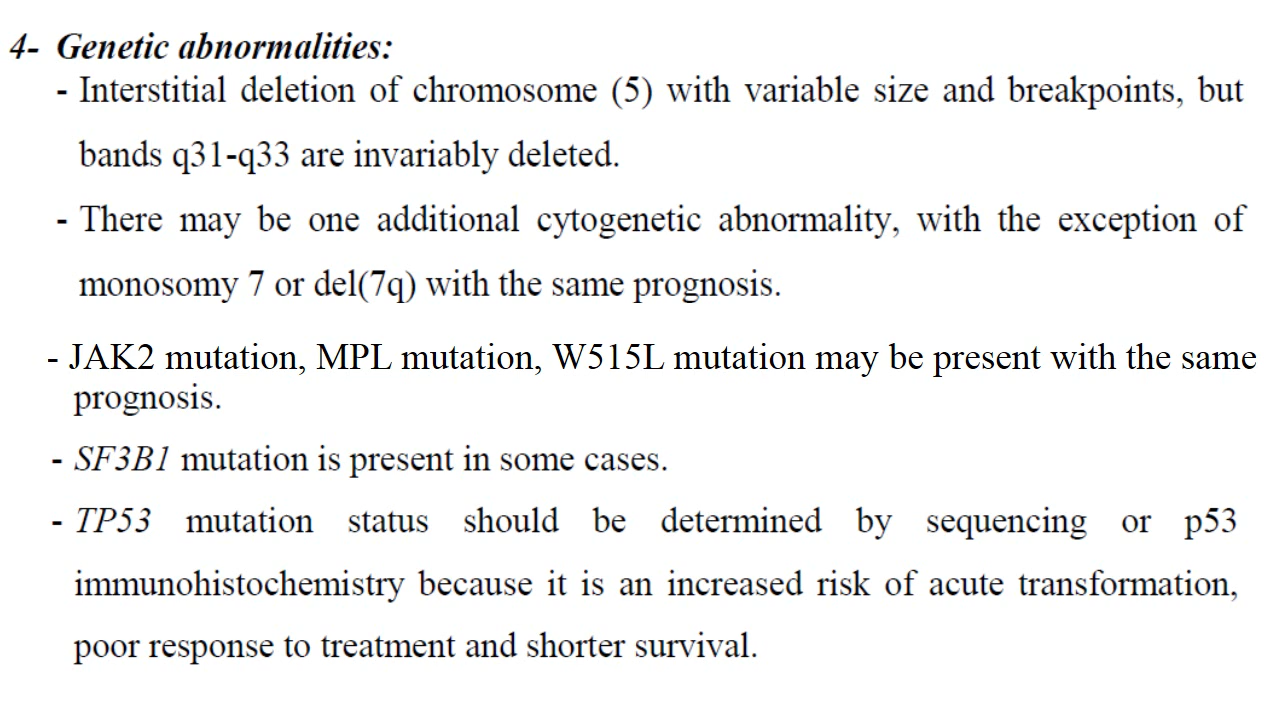 4- Genetic abnormalities:
- Interstitial deletion of chromosome (5) with variable size and breakpoints, but
bands q31-q33 are invariably deleted.
- There may be one additional cytogenetic abnormality, with the exception of
monosomy 7 or del(7q) with the same prognosis.
- JAK2 mutation, MPL mutation, W515L mutation may be present with the same
prognosis.
- SF3B1 mutation is present in some cases.
- TP53 mutation status should be determined by sequencing or p53
immunohistochemistry because it is an increased risk of acute transformation,
poor response to treatment and shorter survival.